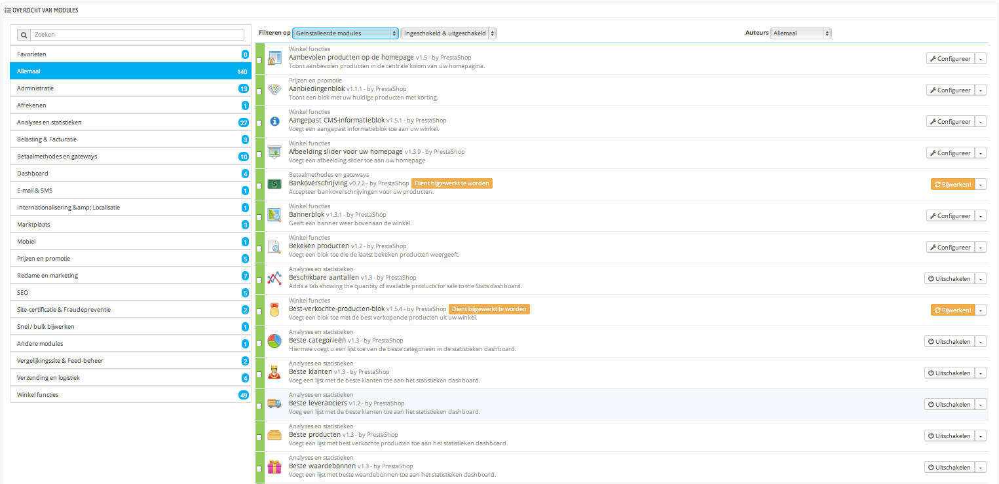 OVERZICHT VAN MODULES
Zoeken
Favorieten 0
Allemaal 140
Administratie 13
Afrekenen 1
Analyses en statistieken 27
Belasting & Facturatie 3
Betaalmethodes en gateways 10
Dashboard 4
E-mail & SMS 1
Internationalisering &amp; Localisatie 1
Marktplaats 3
Mobiel 1
Prijzen en promotie 5
Reclame en marketing 7
SEO 5
Site-certificatie & Fraudepreventie 2
Snel / bulk bijwerken 1
Andere modules 1
Vergelijkingssite & Feed-beheer 2
Verzending en logistiek 4
Winkel functies 49
Filteren op Geïnstalleerde modules Ingeschakeld & uitgeschakeld Auteurs Allemaal
Winkel functies
Aanbevolen producten op de homepage v1.5 - by PrestaShop Configureer
Toont aanbevolen producten in de centrale kolom van uw homepagina.
Prijzen en promotie
Aanbiedingenblok v1.1.1 - by PrestaShop Configureer
Toont een blok met uw huidige producten met korting.
Winkel functies
Aangepast CMS-informatieblok v1.5.1 - by PrestaShop Configureer
Voegt een aangepast informatieblok toe aan uw winkel.
Winkel functies
Afbeelding slider voor uw homepage v1.3.9 - by PrestaShop Configureer
Voegt een afbeelding slider toe aan uw homepage
Betaalmethodes en gateways
Bankoverschrijving v0.7.2 - by PrestaShop Dient bijgewerkt te worden Bijwerken!
Accepteer bankoverschrijvingen voor uw producten.
Winkel functies
Bannerblok v1.3.1 - by PrestaShop Configureer
Geeft een banner weer bovenaan de winkel.
Winkel functies
Bekeken producten v1.2 - by PrestaShop Configureer
Voegt een blok toe die de laatst bekeken producten weergeeft.
Analyses en statistieken
Beschikbare aantallen v1.3 - by PrestaShop Uitschakelen
Adds a tab showing the quantity of available products for sale to the Stats dashboard.
Winkel functies
Best-verkochte-producten-blok v1.5.4 - by PrestaShop Dient bijgewerkt te worden Bijwerken!
Voegt een blok toe met de best verkopende producten uit uw winkel.
Analyses en statistieken
Beste categorieën v1.3 - by PrestaShop Uitschakelen
Hiermee voegt u een lijst toe van de beste categorieën in de statistieken dashboard.
Analyses en statistieken
Beste klanten v1.3 - by PrestaShop Uitschakelen
Voeg een lijst met de beste klanten toe aan het statistieken dashboard.
Analyses en statistieken
Beste leveranciers v1.2 - by PrestaShop Uitschakelen
Voeg een lijst met de beste klanten toe aan het statistieken dashboard.
Analyses en statistieken
Beste producten v1.3 - by PrestaShop Uitschakelen
Voegt een lijst met best verkochte producten toe aan het statistieken dashboard.
Analyses en statistieken
Beste waardebonnen v1.3 - by PrestaShop Uitschakelen
Voegt een lijst met beste waardebonnen toe aan het statistieken dashboard.